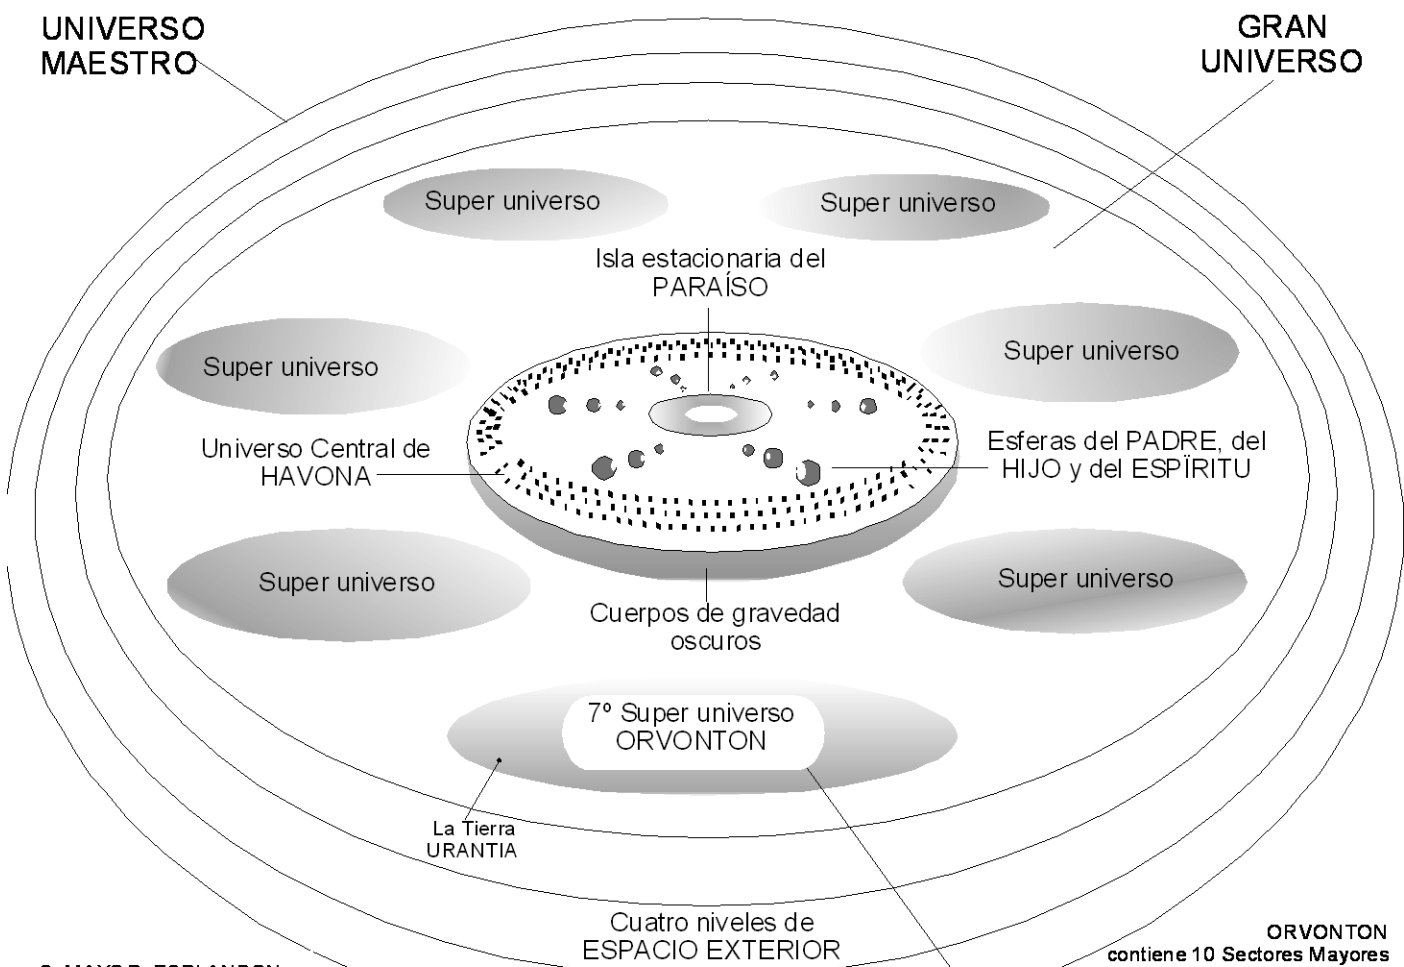 UNIVERSO
MAESTRO
GRAN
UNIVERSO
Super universo
Super universo
Isla estacionaria del
PARAÍSO
Super universo
Super universo
Universo Central de
HAVONA
Esferas del PADRE, del
HIJO y del ESPÏRITU
Super universo
Super universo
Cuerpos de gravedad
oscuros
7º Super universo
ORVONTON
La Tierra
URANTIA
Cuatro niveles de
ESPACIO EXTERIOR
ORVONTON
contiene 10 Sectores Mayores